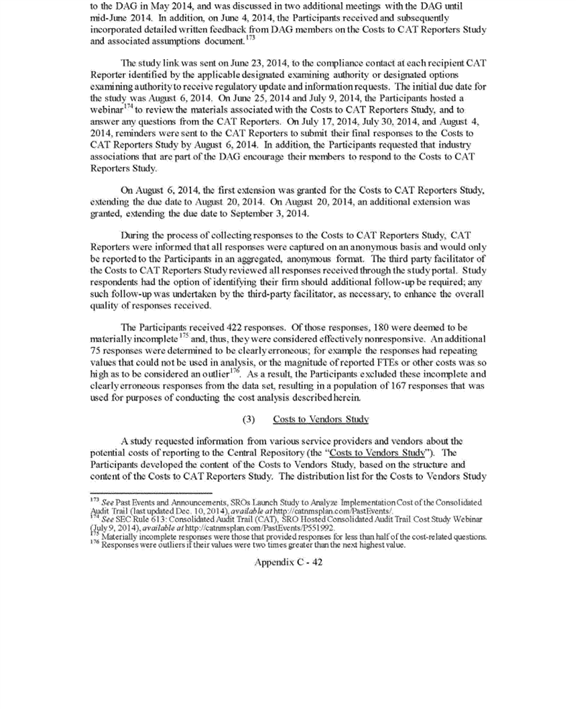 to the DAG in May 2014, and was discussed in two additional meetings with the DAG until
mid-June 2014. In addition, on June 4, 2014, the Participants received and subsequently
incorporated detailed written feedback from DAG members on the Costs to CAT Reporters Study
and associated assumptions document.173
The study link was sent on June 23, 2014, to the compliance contact at each recipient CAT
Reporter identified by the applicable designated examining authority or designated options
examining authority to receive regulatory update and information requests. The initial due date for
the study was August 6, 2014. On June 25, 2014 and July 9, 2014, the Participants hosted a
webinar174 to review the materials associated with the Costs to CAT Reporters Study, and to
answer any questions from the CAT Reporters. On July 17, 2014, July 30, 2014, and August 4,
2014, reminders were sent to the CAT Reporters to submit their final responses to the Costs to
CAT Reporters Study by August 6, 2014. In addition, the Participants requested that industry
associations that are part of the DAG encourage their members to respond to the Costs to CAT
Reporters Study.
On August 6, 2014, the first extension was granted for the Costs to CAT Reporters Study,
extending the due date to August 20, 2014. On August 20, 2014, an additional extension was
granted, extending the due date to September 3, 2014.
During the process of collecting responses to the Costs to CAT Reporters Study, CAT
Reporters were informed that all responses were captured on an anonymous basis and would only
be reported to the Participants in an aggregated, anonymous format. The third party facilitator of
the Costs to CAT Reporters Study reviewed all responses received through the study portal. Study
respondents had the option of identifying their firm should additional follow-up be required; any
such follow-up was undertaken by the third-party facilitator, as necessary, to enhance the overall
quality of responses received.
The Participants received 422 responses. Of those responses, 180 were deemed to be
materially incomplete 175 and, thus, they were considered effectively nonresponsive. An additional
75 responses were determined to be clearly erroneous; for example the responses had repeating
values that could not be used in analysis, or the magnitude of reported FTEs or other costs was so
high as to be considered an outlier176. As a result, the Participants excluded these incomplete and
clearly erroneous responses from the data set, resulting in a population of 167 responses that was
used for purposes of conducting the cost analysis described herein.
(3) Costs to Vendors Study
A study requested information from various service providers and vendors about the
potential costs of reporting to the Central Repository (the “Costs to Vendors Study”). The
Participants developed the content of the Costs to Vendors Study, based on the structure and
content of the Costs to CAT Reporters Study. The distribution list for the Costs to Vendors Study
173 See Past Events and Announcements, SROs Launch Study to Analyze Implementation Cost of the Consolidated
Audit Trail (last updated Dec. 10, 2014), available at http://catnmsplan.com/PastEvents/.
174 See SEC Rule 613: Consolidated Audit Trail (CAT), SRO Hosted Consolidated Audit Trail Cost Study Webinar
(July 9, 2014), available at http://catnmsplan.com/PastEvents/P551992.
175 Materially incomplete responses were those that provided responses for less than half of the cost-related questions.
176 Responses were outliers if their values were two times greater than the next highest value.
Appendix C - 42